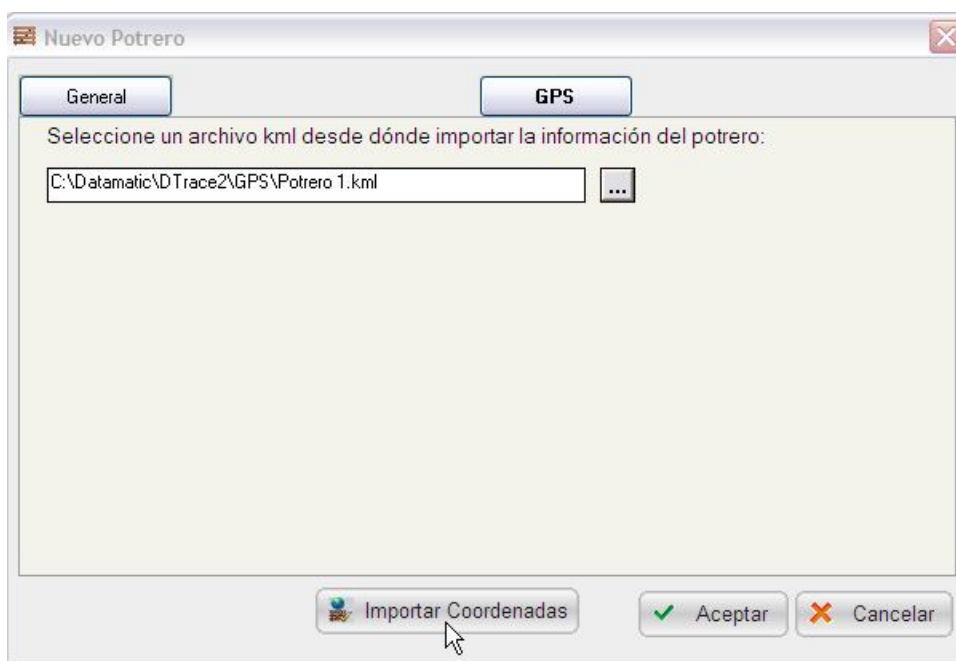 Nuevo Potrero
General
GPS
Seleccione un archivo kml desde dónde importar la información del potrero:
C:\Datamatic\DTrace2\GPS\Potrero 1.kml
...
Importar Coordenadas
Aceptar
Cancelar